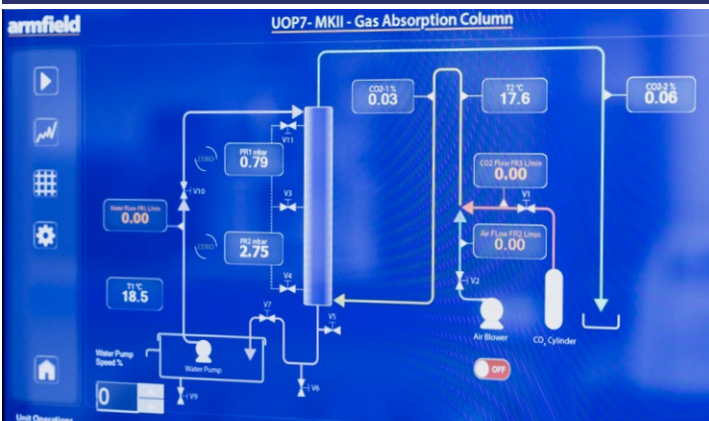 armfield
UOP7- MKII - Gas Absorption Column
CO2-1 %
0.03
T2 °C
17.6
CO2-2 %
0.06
V11
ZERO
PR1 mbar
0.79
CO2 Flow FR3 L/min
0.00
V10
V3
V1
Water FLow FR1 L/min
0.00
ZERO
PR2 mbar
2.75
Air FLow FR2 L/min
0.00
T1 °C
18.5
V4
V2
V7
V5
Air Blower
CO₂ Cylinder
Water Pump
Speed %
Water Pump
OFF
0
V9
V6
Unit Operations